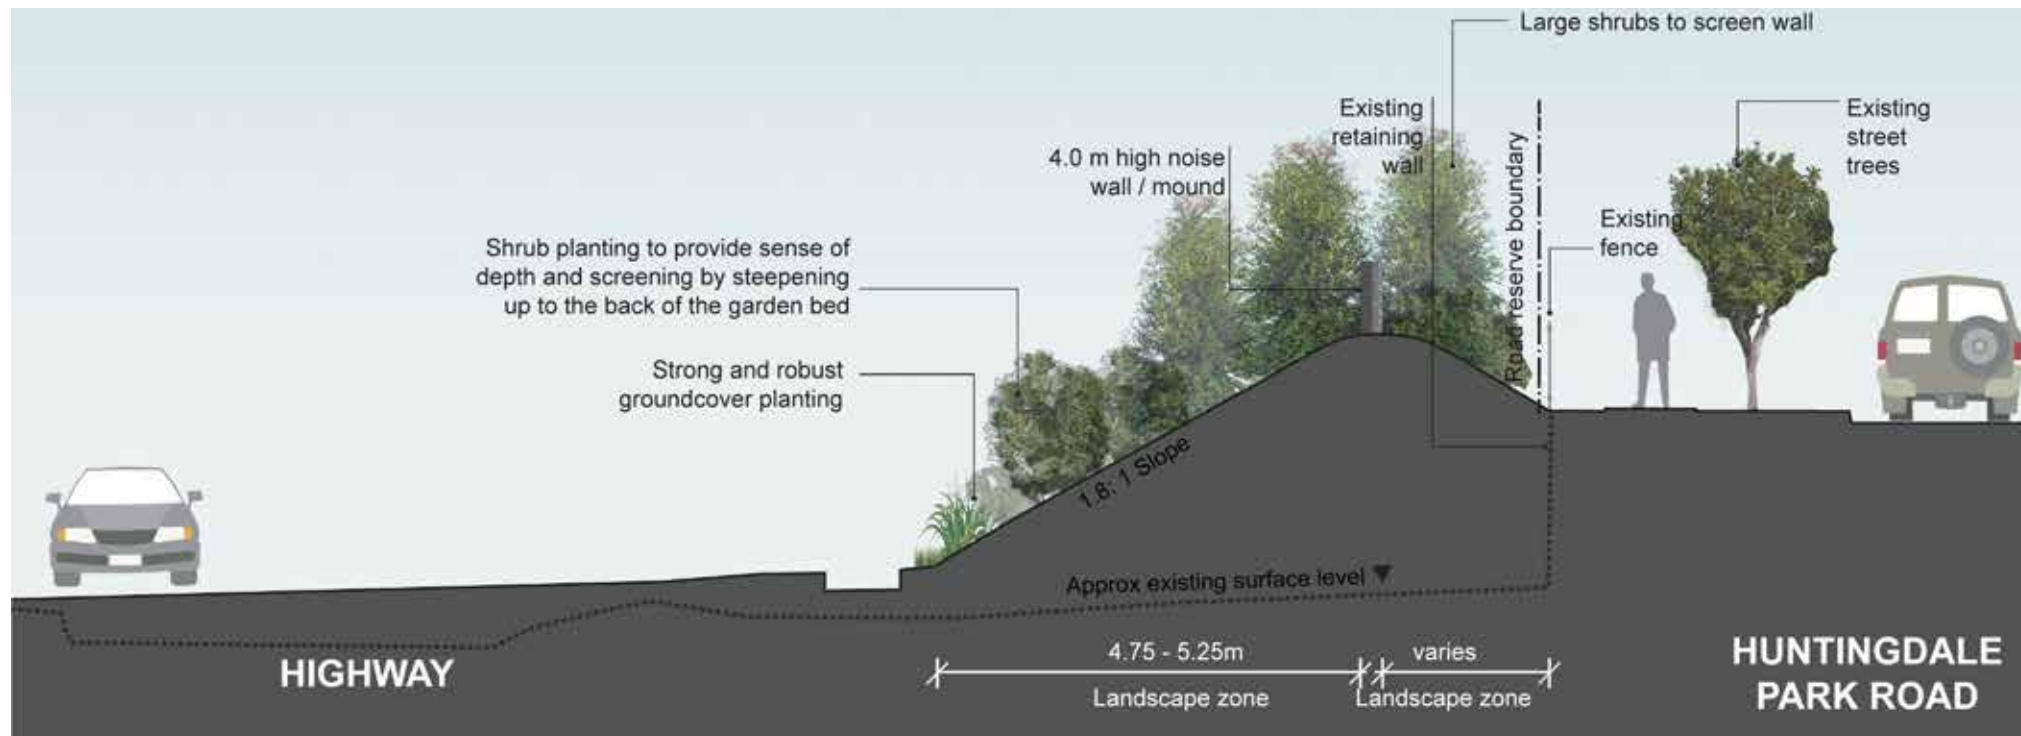 Large shrubs to screen wall
Existing
retaining
wall
Existing
street
trees
4.0 m high noise
wall / mound
Road reserve boundary
Existing
fence
Shrub planting to provide sense of
depth and screening by steepening
up to the back of the garden bed
Strong and robust
groundcover planting
1.8: 1 Slope
Approx existing surface level
4.75 - 5.25m
varies
Landscape zone
Landscape zone
HIGHWAY
HUNTINGDALE
PARK ROAD